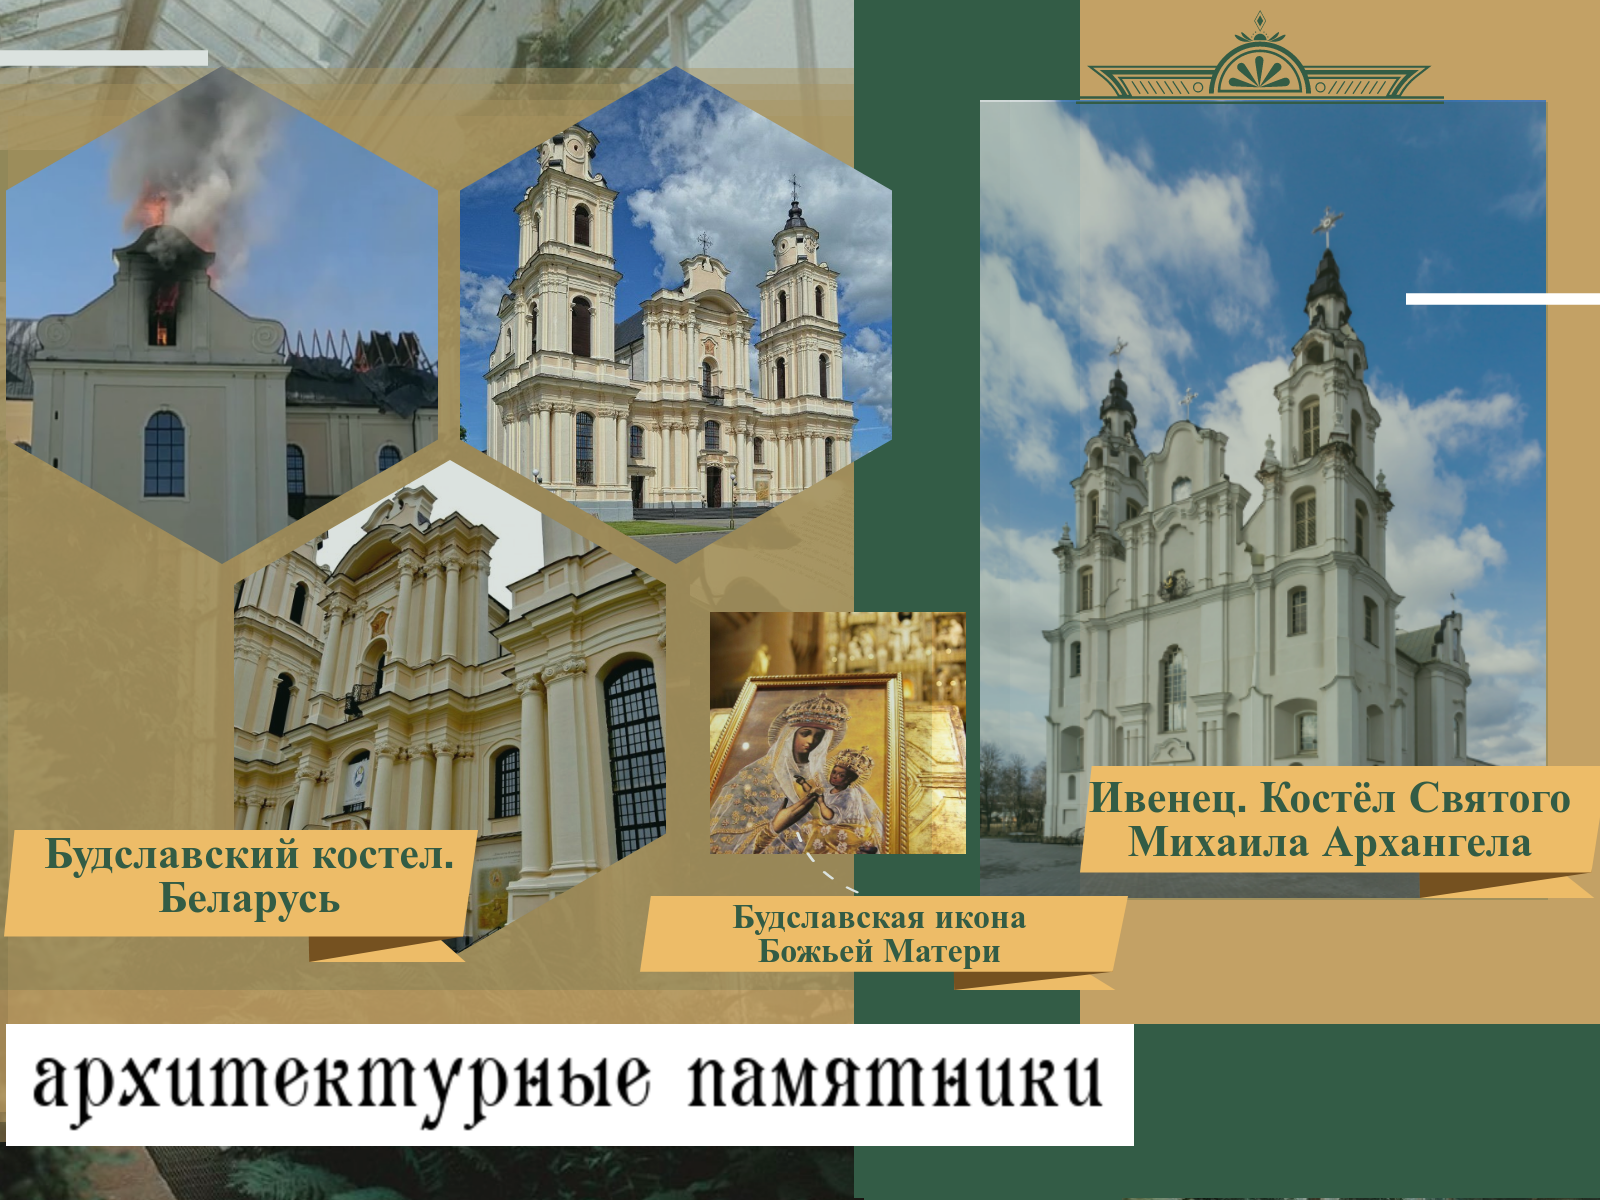 Будславский костел.
Беларусь
Будславская икона
Божьей Матери
Ивенец. Костёл Святого
Михаила Архангела
архитектурные памятники